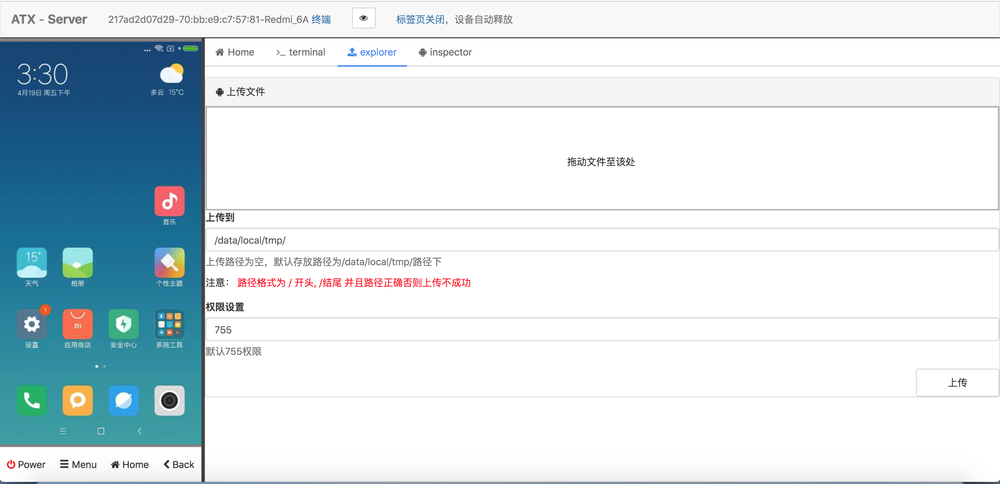 ATX - Server 217ad2d07d29-70:bb:e9:c7:57:81-Redmi_6A 终端 标签页关闭，设备自动释放
3:30
4月19日 周五下午
多云 15°C
音乐
15°
天气 相册 个性主题
1
mi
设置 应用商店 安全中心 系统工具
Power Menu Home Back
Home >_ terminal explorer inspector
上传文件
拖动文件至该处
上传到
/data/local/tmp/
上传路径为空，默认存放路径为/data/local/tmp/路径下
注意： 路径格式为 / 开头, /结尾 并且路径正确否则上传不成功
权限设置
755
默认755权限
上传